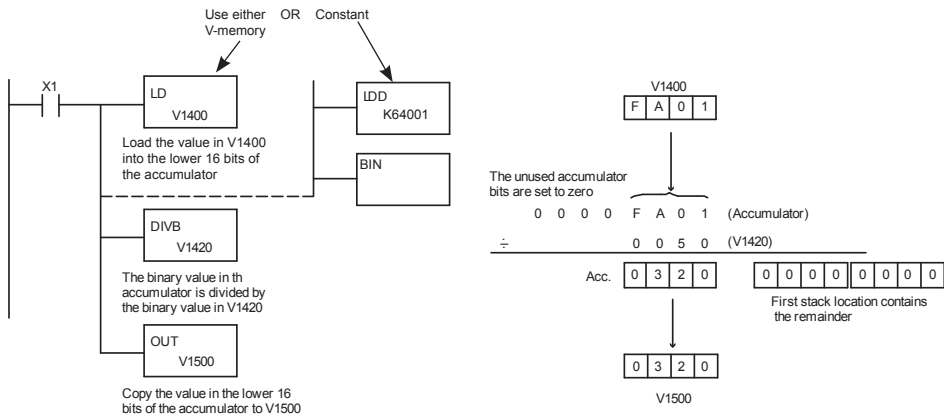 Use either OR Constant
V-memory
X1
LD
V1400
LDD
K64001
Load the value in V1400
into the lower 16 bits of
the accumulator
BIN
DIVB
V1420
The binary value in th
accumulator is divided by
the binary value in V1420
OUT
V1500
Copy the value in the lower 16
bits of the accumulator to V1500
V1400
F A 0 1
The unused accumulator
bits are set to zero
0 0 0 0 F A 0 1 (Accumulator)
÷ 0 0 5 0 (V1420)
Acc. 0 3 2 0 0 0 0 0 0 0 0 0
First stack location contains
the remainder
0 3 2 0
V1500